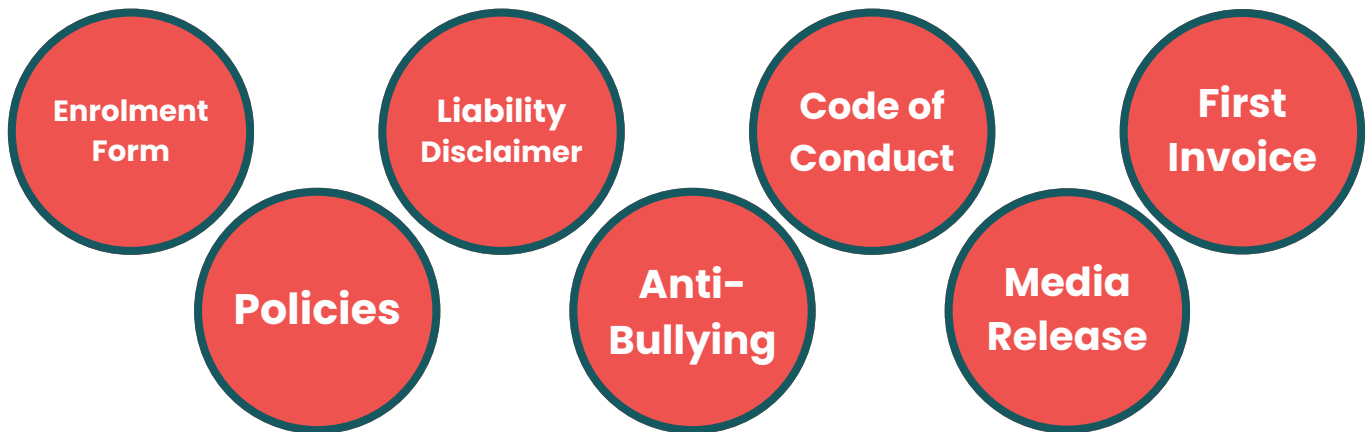 Enrolment
Form
Policies
Liability
Disclaimer
Anti-
Bullying
Code of
Conduct
Media
Release
First
Invoice